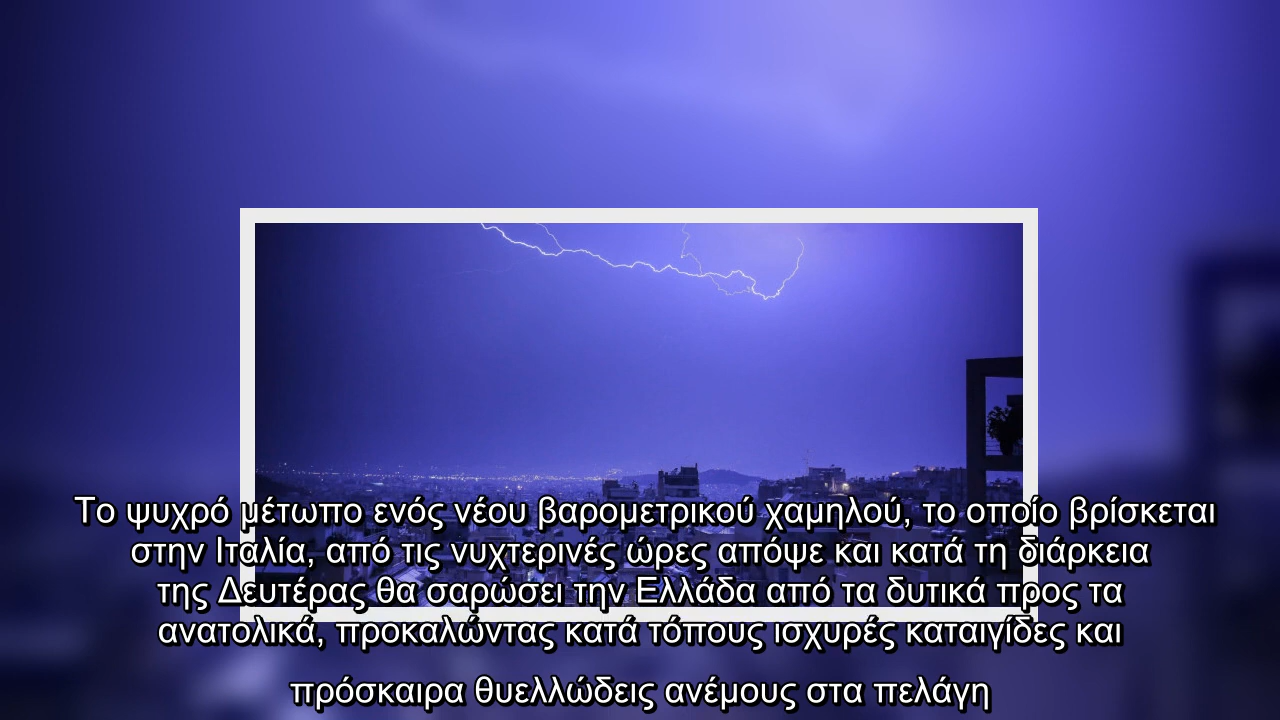 Το ψυχρό μέτωπο ενός νέου βαρομετρικού χαμηλού, το οποίο βρίσκεται
στην Ιταλία, από τις νυχτερινές ώρες απόψε και κατά τη διάρκεια
της Δευτέρας θα σαρώσει την Ελλάδα από τα δυτικά προς τα
ανατολικά, προκαλώντας κατά τόπους ισχυρές καταιγίδες και
πρόσκαιρα θυελλώδεις ανέμους στα πελάγη